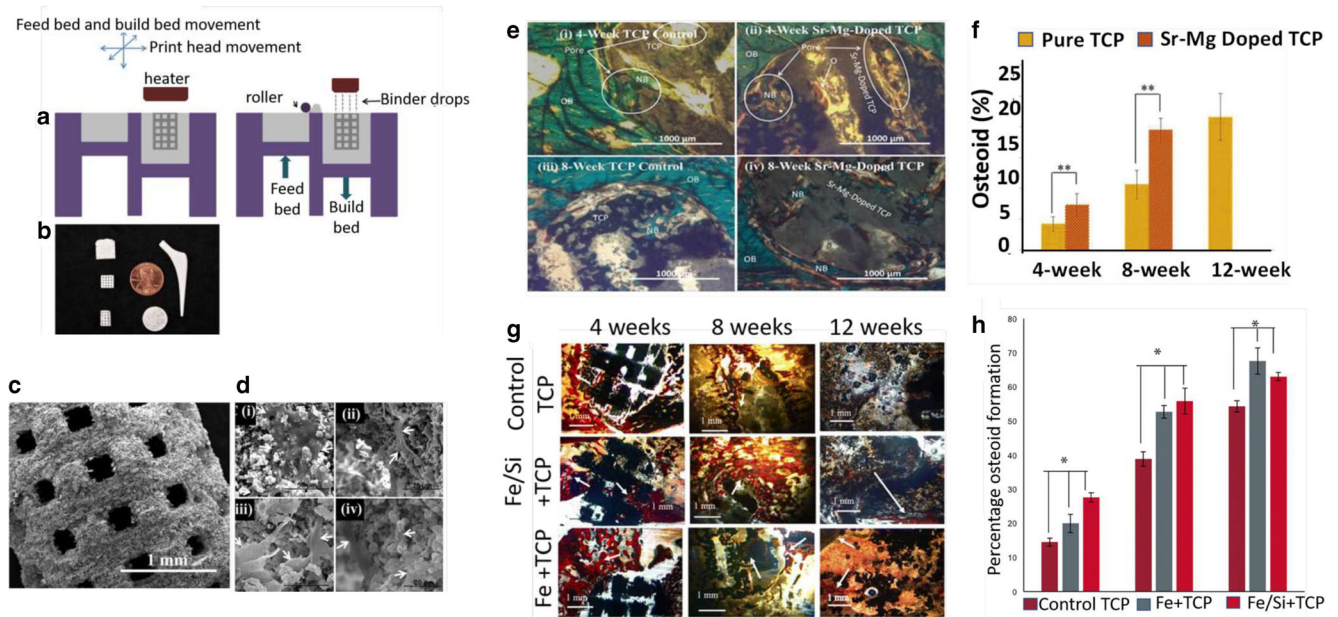 Feed bed and build bed movement
Print head movement
heater
roller
Binder drops
a
Feed
bed
Build
bed
b
c
1 mm
d
(i)
(ii)
iii)
(iv)
e
(i) 4-Week TCP Control
TCP
Pore
NB
OB
1000 µm
(ii) 4-Week Sr-Mg-Doped TCP
Pore
O
NB
Sr-Mg-Doped TCP
OB
1000 µm
(iii) 8-Week TCP Control
OB
TCP
NB
1000 µm
(iv) 8-Week Sr-Mg-Doped TCP
Sr-Mg-Doped TCP
NB
OB
NB
1000 µm
f
Pure TCP
Sr-Mg Doped TCP
Osteoid (%)
25
20
15
10
5
0
**
**
4-week
8-week
12-week
g
4 weeks
8 weeks
12 weeks
Control
TCP
Fe/Si
+TCP
Fe +TCP
1 mm
1 mm
1 mm
1 mm
1 mm
1 mm
1 mm
1 mm
1 mm
h
Percentage osteoid formation
80
70
60
50
40
30
20
10
0
*
*
*
Control TCP
Fe+TCP
Fe/Si+TCP